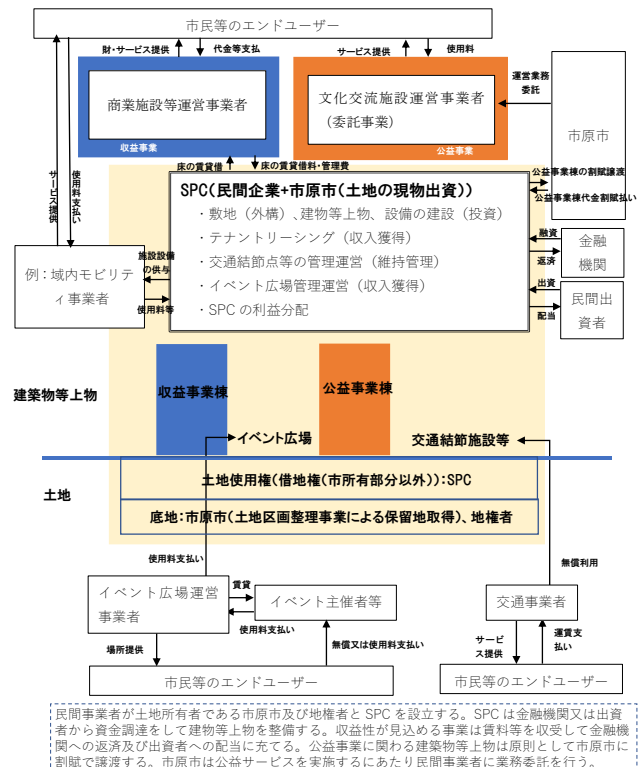 市民等のエンドユーザー
財・サービス提供
代金等支払
サービス提供
使用料
商業施設等運営事業者
収益事業
文化交流施設運営事業者
（委託事業）
公益事業
運営業務
委託
市原市
サービス提供
使用料支払い
床の賃貸借
床の賃貸借料・管理費
公益事業棟の割賦譲渡
公益事業棟代金割賦払い
SPC(民間企業+市原市(土地の現物出資))
・敷地（外構）、建物等上物、設備の建設（投資）
・テナントリーシング（収入獲得）
・交通結節点等の管理運営（維持管理）
・イベント広場管理運営（収入獲得）
・SPC の利益分配
融資
返済
金融
機関
出資
配当
民間出
資者
例：域内モビリテ
ィ事業者
施設設備
の供与
使用料等
建築物等上物
収益事業棟
公益事業棟
イベント広場
交通結節施設等
土地
土地使用権(借地権(市所有部分以外)):SPC
底地:市原市(土地区画整理事業による保留地取得)、地権者
使用料支払い
無償利用
イベント広場運営
事業者
賃貸
使用料支払い
イベント主催者等
交通事業者
場所提供
無償又は使用料支払い
サービ
ス提供
運賃支
払い
市民等のエンドユーザー
市民等のエンドユーザー
民間事業者が土地所有者である市原市及び地権者と SPC を設立する。SPC は金融機関又は出資
者から資金調達をして建物等上物を整備する。収益性が見込める事業は賃料等を収受して金融機
関への返済及び出資者への配当に充てる。公益事業に関わる建築物等上物は原則として市原市に
割賦で譲渡する。市原市は公益サービスを実施するにあたり民間事業者に業務委託を行う。